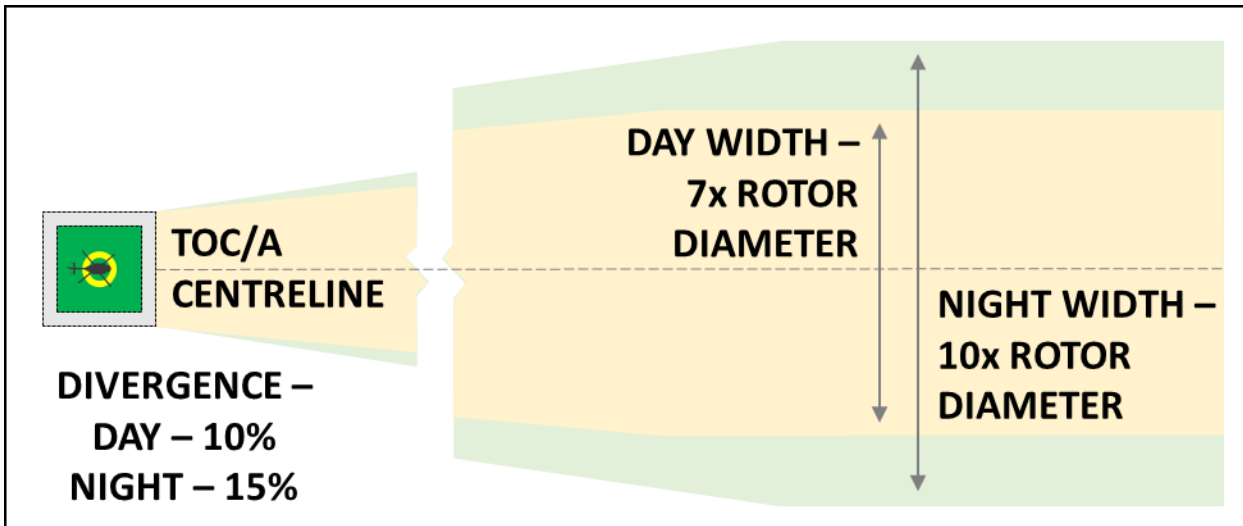 TOC/A
CENTRELINE
DIVERGENCE –
DAY – 10%
NIGHT – 15%
DAY WIDTH –
7x ROTOR
DIAMETER
NIGHT WIDTH –
10x ROTOR
DIAMETER